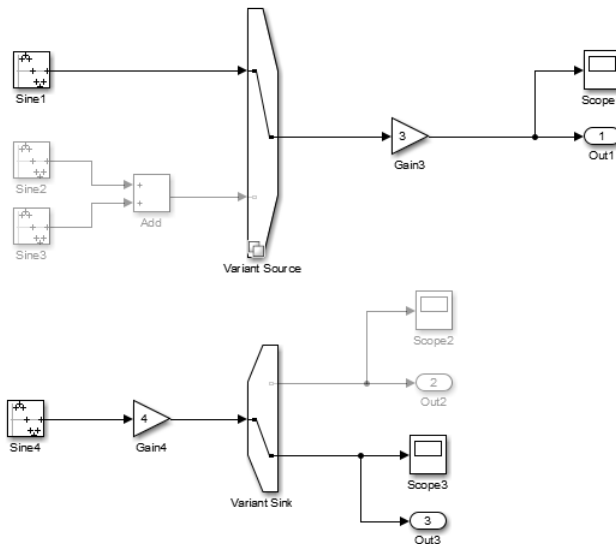 Sine1
Scope
3
1
Gain3
Out1
Sine2
+
+
Add
Sine3
Variant Source
Scope2
2
Out2
4
Sine4
Gain4
Scope3
Variant Sink
3
Out3